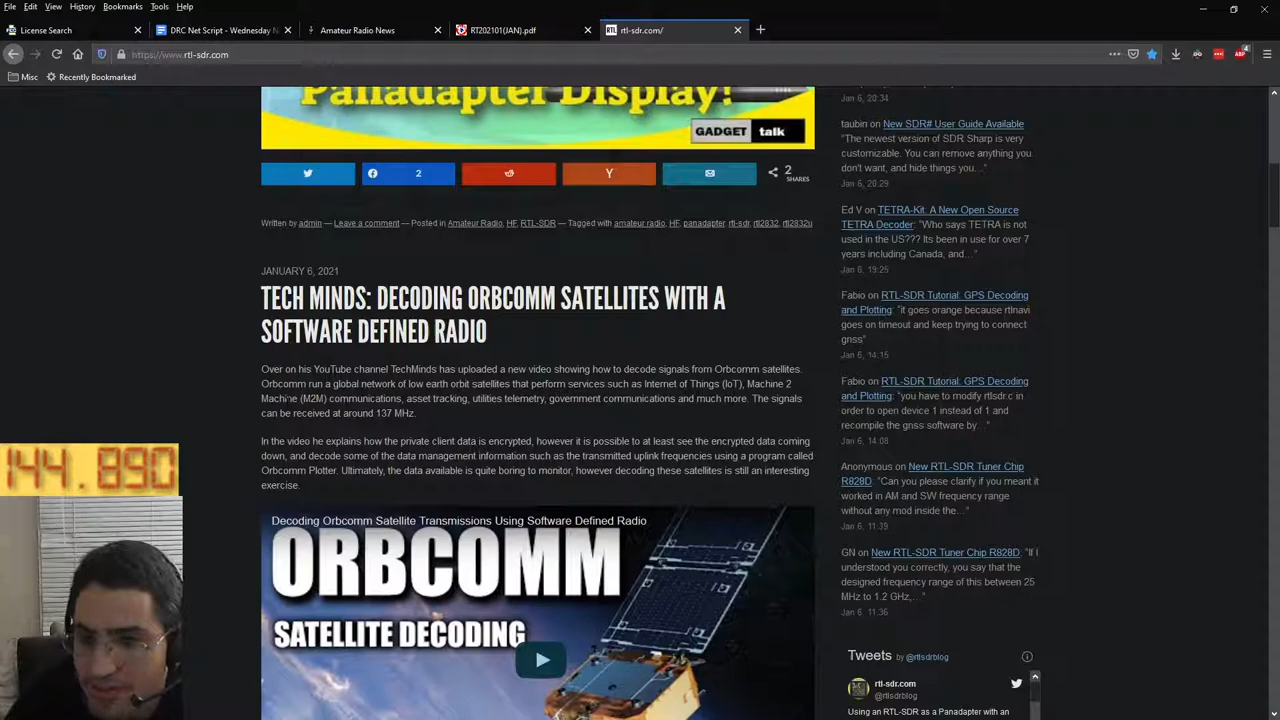 File Edit View History Bookmarks Tools Help
License Search
DRC Net Script - Wednesday N
Amateur Radio News
RT202101(JAN).pdf
RTL rtl-sdr.com/
https://www.rtl-sdr.com
Misc Recently Bookmarked
Panadapter Display!
GADGET talk
2
2 SHARES
Written by admin — Leave a comment — Posted in Amateur Radio, HF, RTL-SDR — Tagged with amateur radio, HF, panadapter, rtl-sdr, rtl2832, rtl2832u
JANUARY 6, 2021
TECH MINDS: DECODING ORBCOMM SATELLITES WITH A
SOFTWARE DEFINED RADIO
Over on his YouTube channel TechMinds has uploaded a new video showing how to decode signals from Orbcomm satellites.
Orbcomm run a global network of low earth orbit satellites that perform services such as Internet of Things (IoT), Machine 2
Machine (M2M) communications, asset tracking, utilities telemetry, government communications and much more. The signals
can be received at around 137 MHz.
In the video he explains how the private client data is encrypted, however it is possible to at least see the encrypted data coming
down, and decode some of the data management information such as the transmitted uplink frequencies using a program called
Orbcomm Plotter. Ultimately, the data available is quite boring to monitor, however decoding these satellites is still an interesting
exercise.
Decoding Orbcomm Satellite Transmissions Using Software Defined Radio
ORBCOMM
SATELLITE DECODING
144.890
Jan 6, 20:34
taubin on New SDR# User Guide Available
"The newest version of SDR Sharp is very
customizable. You can remove anything you
don't want, and hide things you…"
Jan 6, 20:29
Ed V on TETRA-Kit: A New Open Source
TETRA Decoder: "Who says TETRA is not
used in the US??? Its been in use for over 7
years including Canada, and…"
Jan 6, 19:25
Fabio on RTL-SDR Tutorial: GPS Decoding
and Plotting: "it goes orange because rtlnavi
goes on timeout and keep trying to connect
gnss"
Jan 6, 14:15
Fabio on RTL-SDR Tutorial: GPS Decoding
and Plotting: "you have to modify rtlsdr.c in
order to open device 1 instead of 1 and
recompile the gnss software by…"
Jan 6, 14:08
Anonymous on New RTL-SDR Tuner Chip
R828D: "Can you please clarify if you meant it
worked in AM and SW frequency range
without any mod inside the…"
Jan 6, 11:39
GN on New RTL-SDR Tuner Chip R828D: "If I
understood you correctly, you say that the
designed frequency range of this between 25
MHz to 1.2 GHz,…"
Jan 6, 11:36
Tweets by @rtlsdrblog
rtl-sdr.com
@rtlsdrblog
Using an RTL-SDR as a Panadapter with an